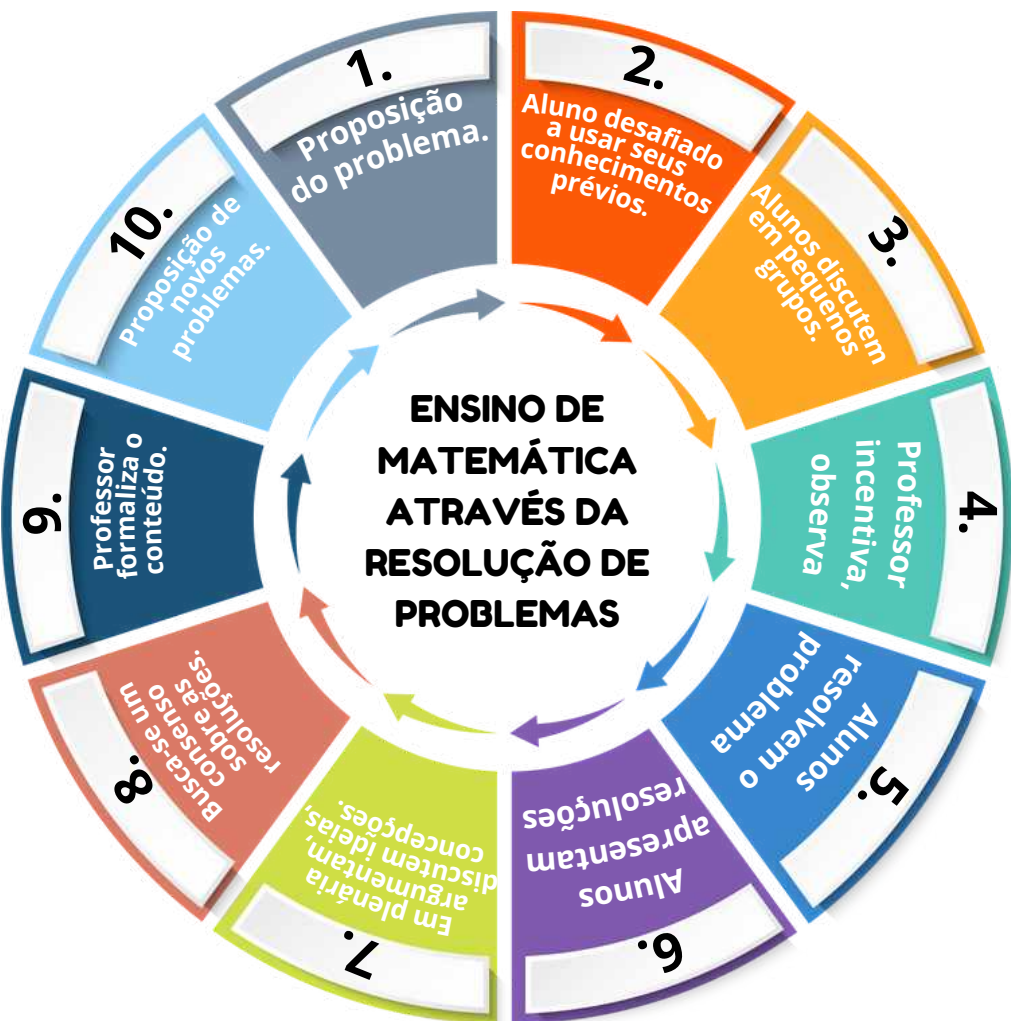 1.
Proposição
do problema.
2.
Aluno desafiado
a usar seus
conhecimentos
prévios.
3.
Alunos discutem
em pequenos
grupos.
4.
Professor
incentiva,
observa
5.
Alunos
resolvem o
problema
6.
Alunos
apresentam
resoluções
7.
Em plenária
argumentam,
discutem ideias,
concepções.
8.
Busca-se um
consenso
sobre às
resoluções.
9.
Professor
formaliza o
conteúdo.
10.
Proposição de
novos
problemas.
ENSINO DE
MATEMÁTICA
ATRAVÉS DA
RESOLUÇÃO DE
PROBLEMAS